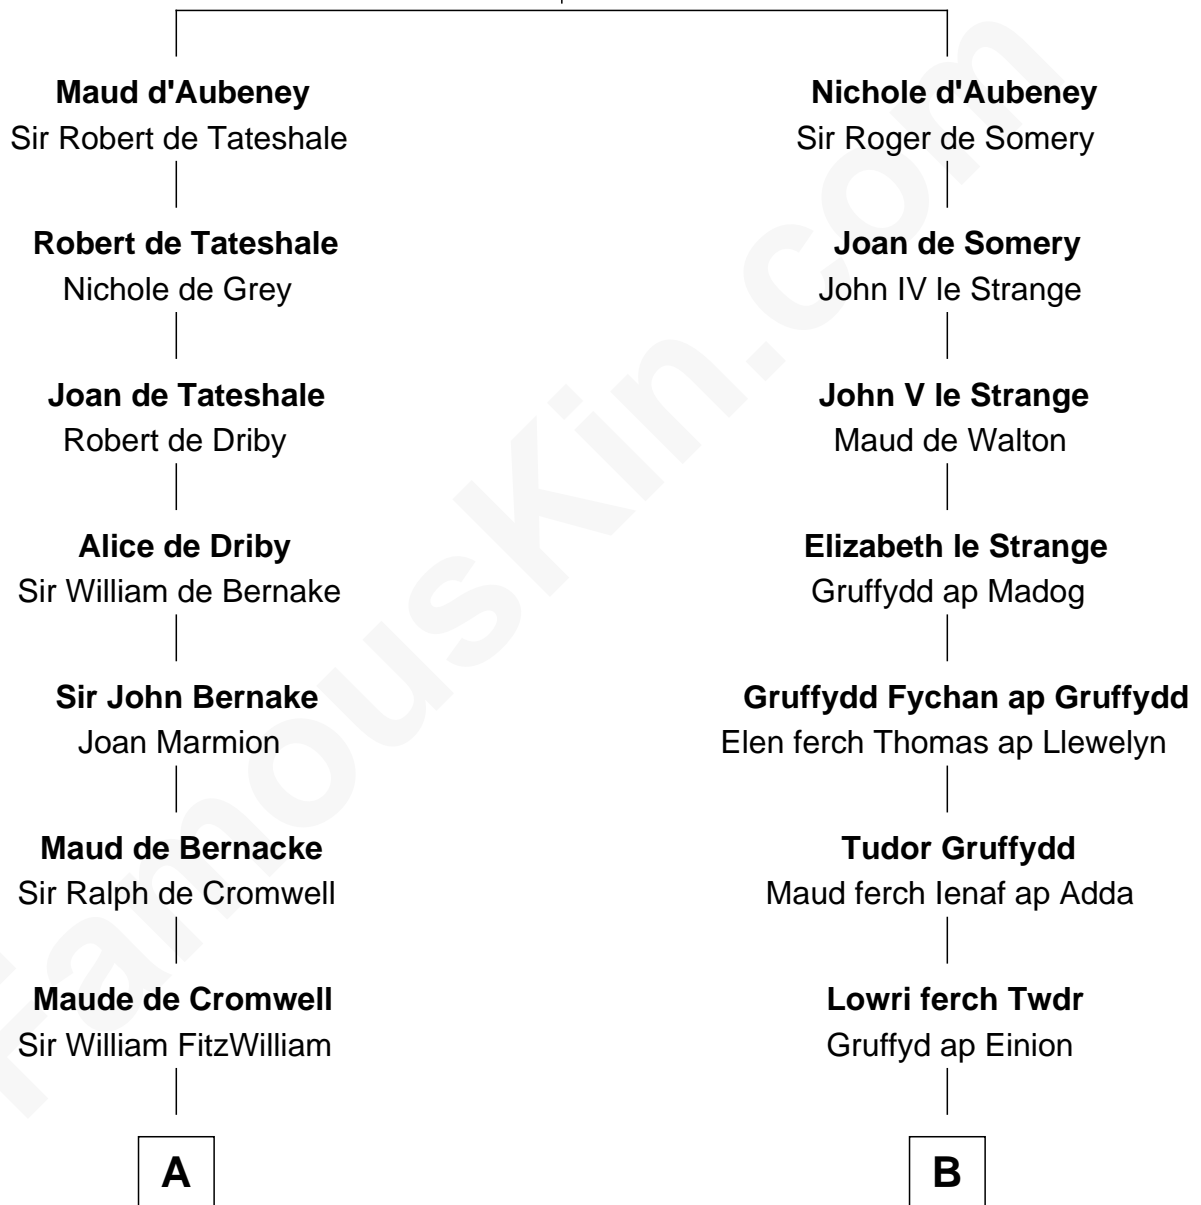 Maud d'Aubeney
Sir Robert de Tateshale
Robert de Tateshale
Nichole de Grey
Joan de Tateshale
Robert de Driby
Alice de Driby
Sir William de Bernake
Sir John Bernake
Joan Marmion
Maud de Bernacke
Sir Ralph de Cromwell
Maude de Cromwell
Sir William FitzWilliam
A
Nichole d'Aubeney
Sir Roger de Somery
Joan de Somery
John IV le Strange
John V le Strange
Maud de Walton
Elizabeth le Strange
Gruffydd ap Madog
Gruffydd Fychan ap Gruffydd
Elen ferch Thomas ap Llewelyn
Tudor Gruffydd
Maud ferch Ienaf ap Adda
Lowri ferch Twdr
Gruffyd ap Einion
B
FamousKin.com